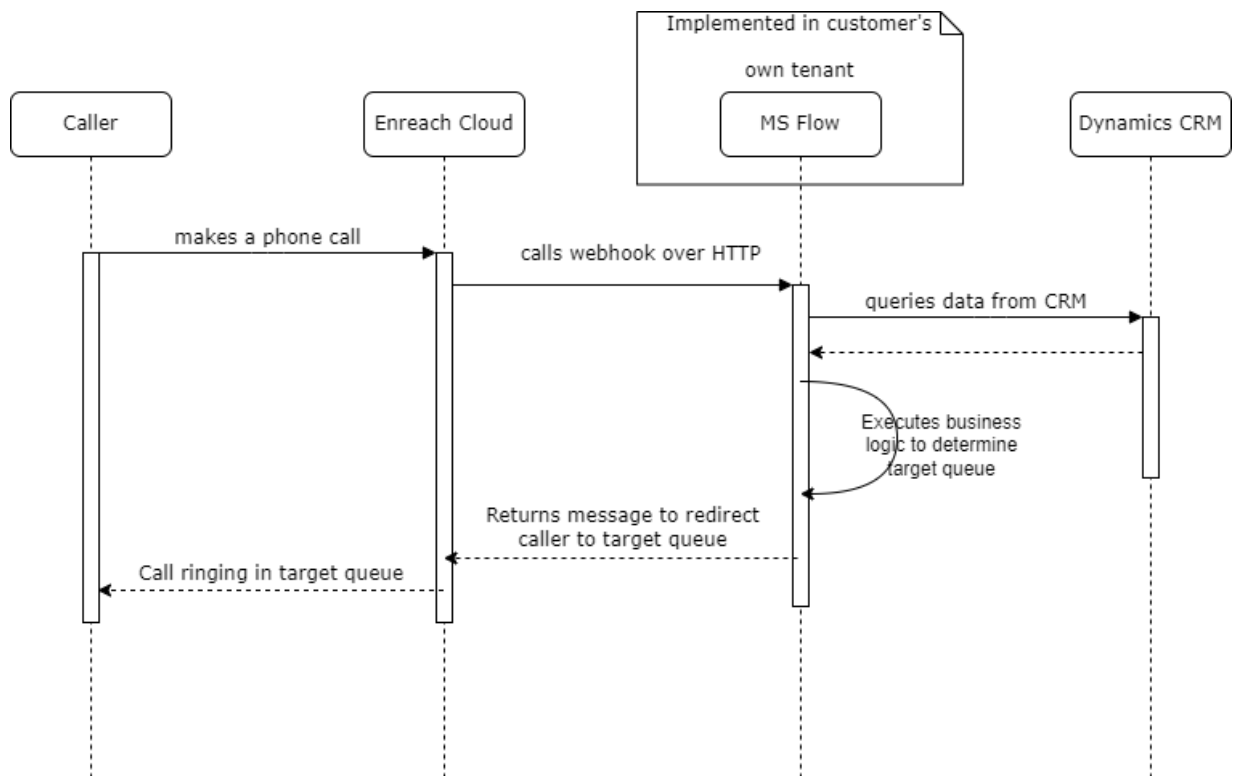 Implemented in customer's
own tenant
Caller
Enreach Cloud
MS Flow
Dynamics CRM
makes a phone call
calls webhook over HTTP
queries data from CRM
Executes business
logic to determine
target queue
Returns message to redirect
caller to target queue
Call ringing in target queue